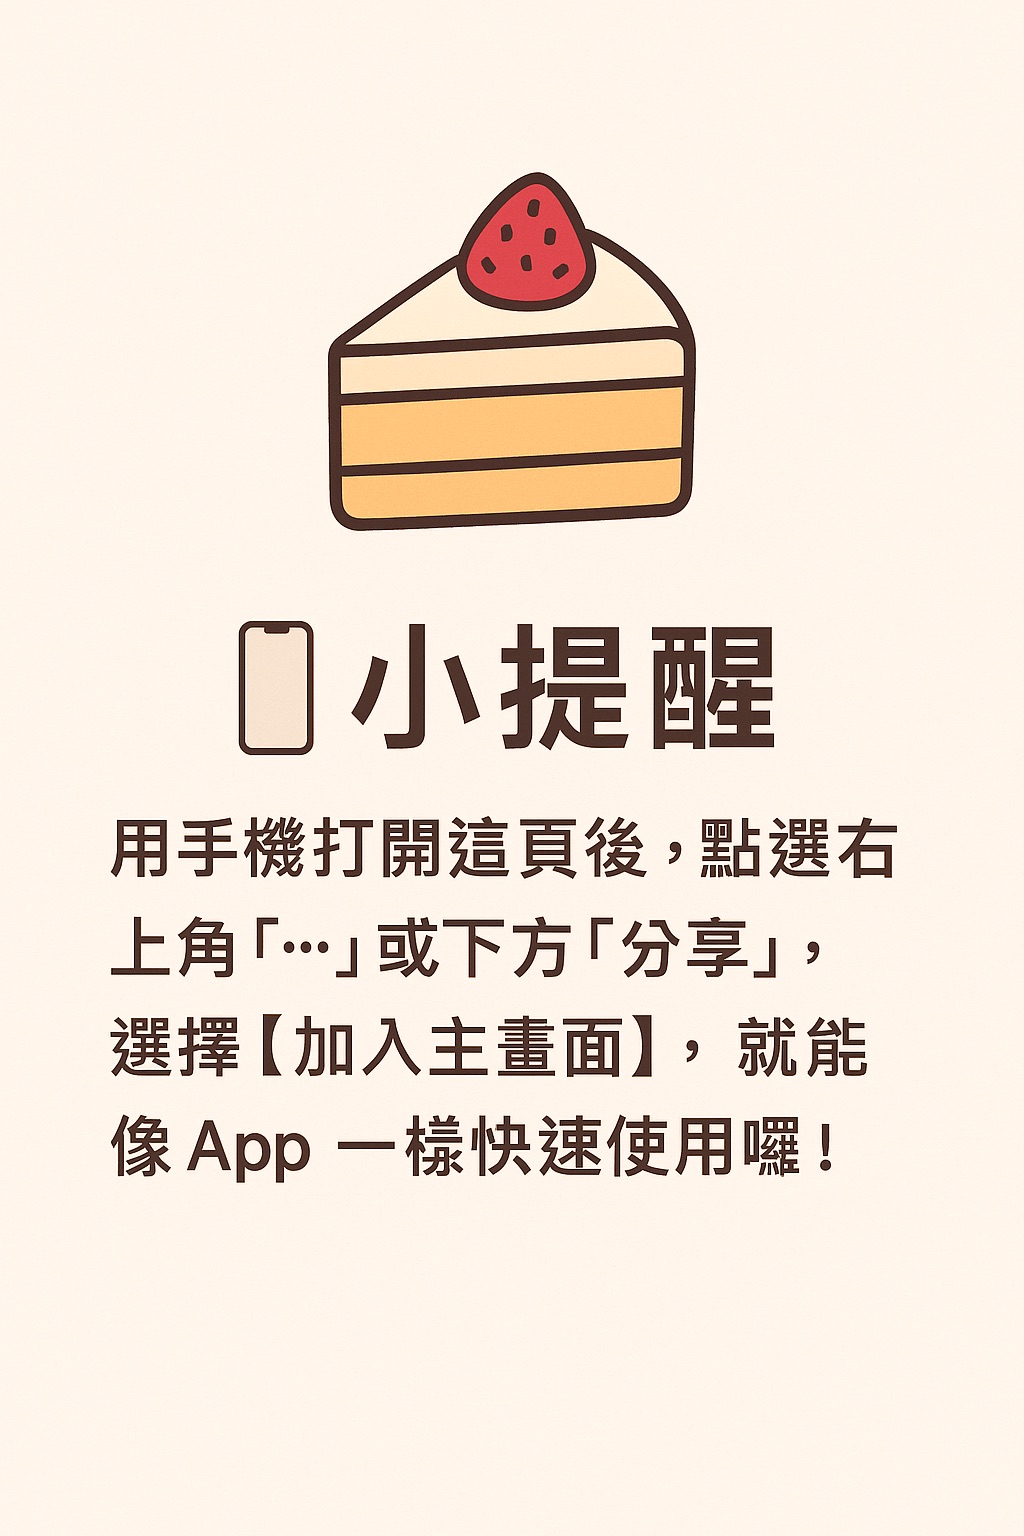 小提醒
用手機打開這頁後，點選右
上角「…」或下方「分享」，
選擇【加入主畫面】，就能
像 App 一樣快速使用囉！